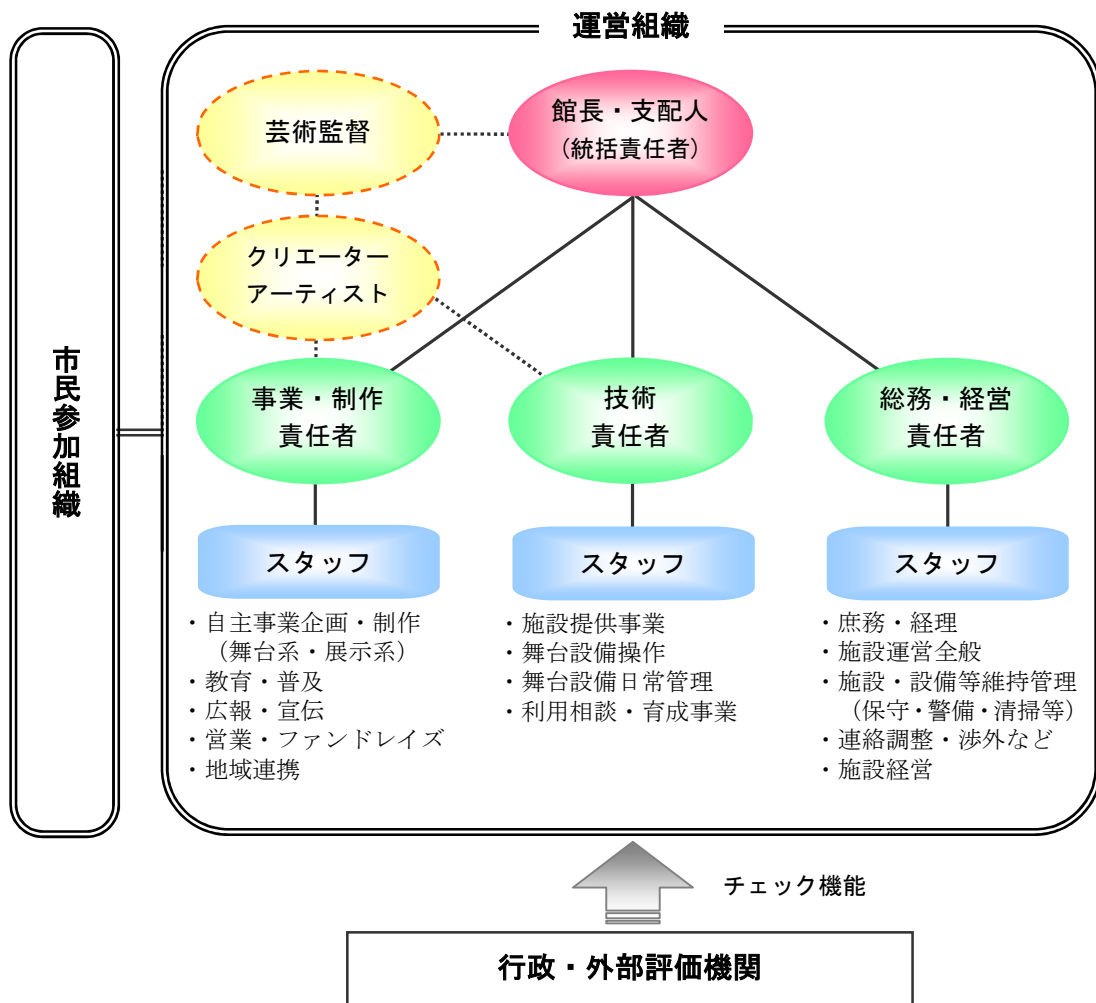 運営組織
市民参加組織
芸術監督
館長・支配人
(統括責任者)
クリエーター
アーティスト
事業・制作
責任者
技術
責任者
総務・経営
責任者
スタッフ
・自主事業企画・制作
（舞台系・展示系）
・教育・普及
・広報・宣伝
・営業・ファンドレイズ
・地域連携
スタッフ
・施設提供事業
・舞台設備操作
・舞台設備日常管理
・利用相談・育成事業
スタッフ
・庶務・経理
・施設運営全般
・施設・設備等維持管理
（保守・警備・清掃等）
・連絡調整・渉外など
・施設経営
チェック機能
行政・外部評価機関